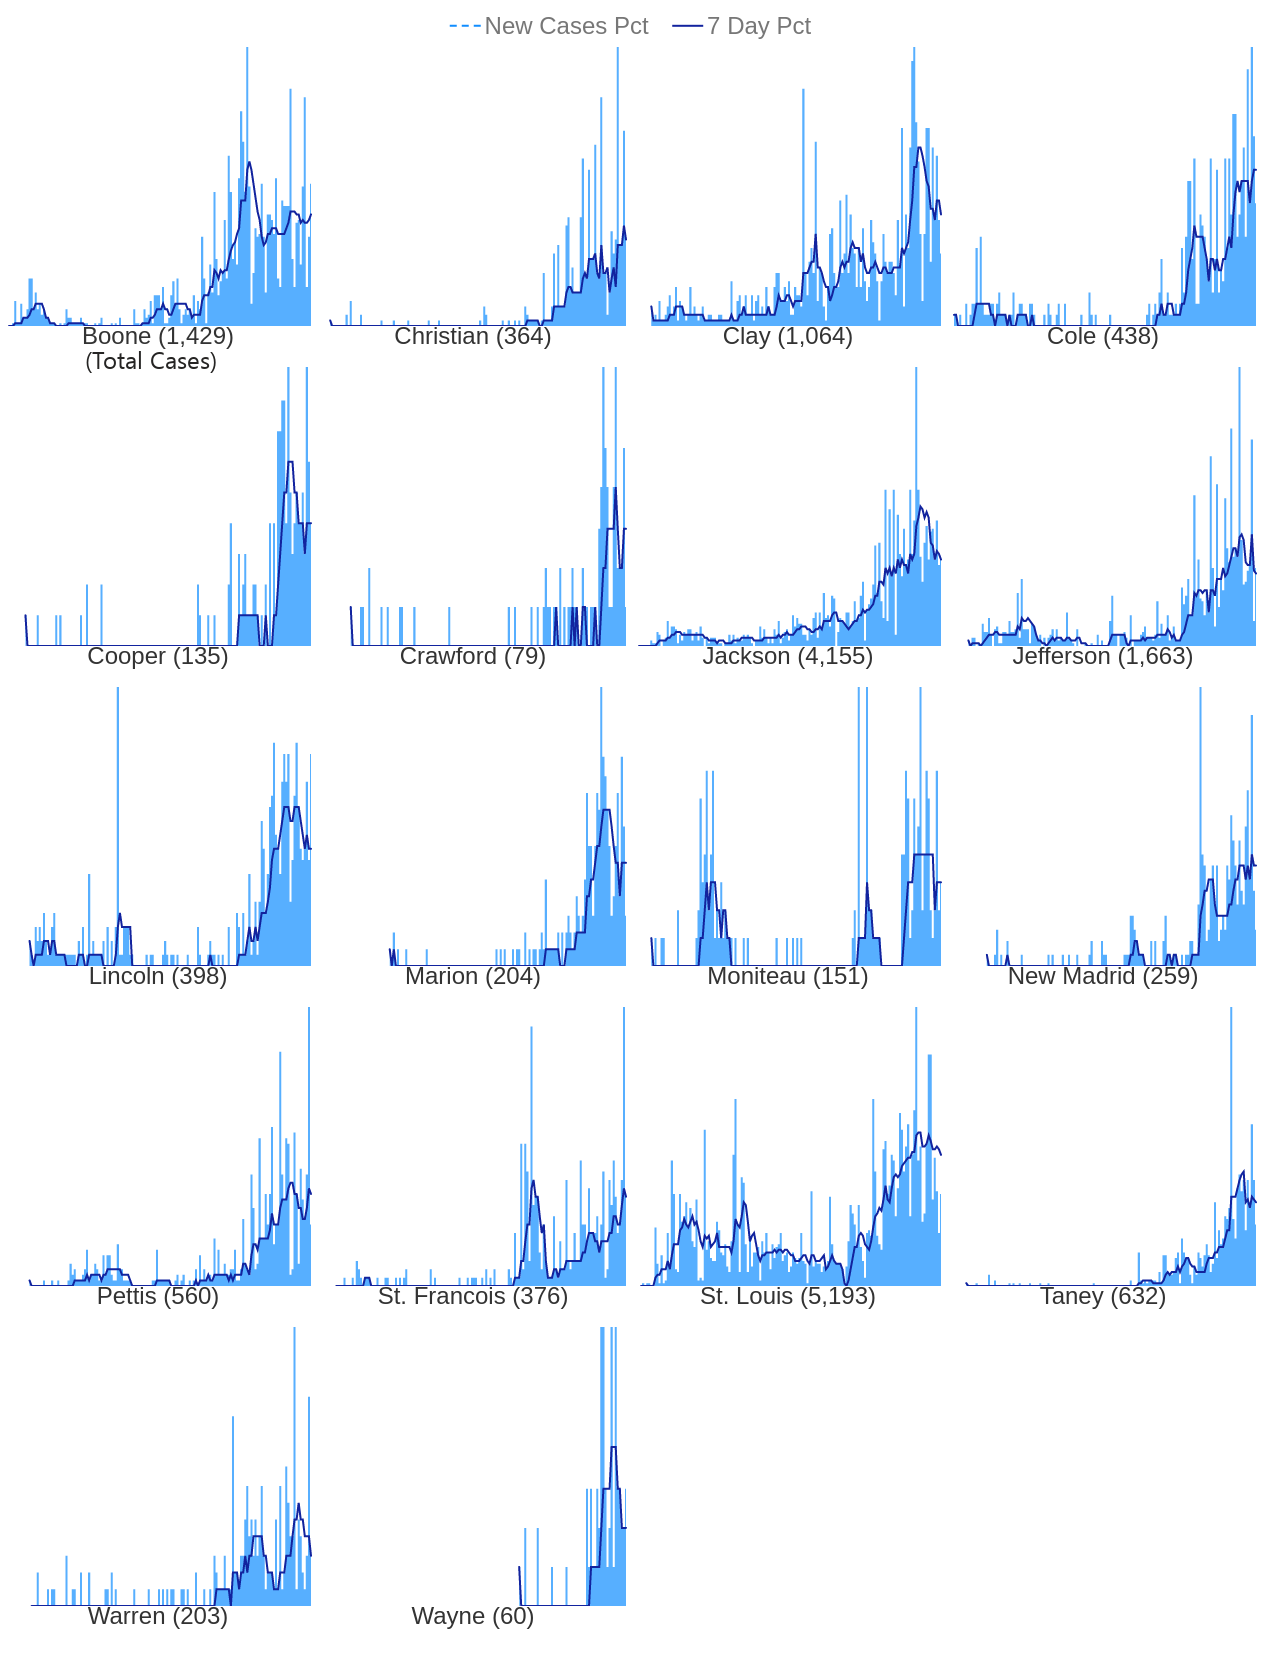 New Cases Pct 7 Day Pct
Boone (1,429) Christian (364) Clay (1,064) Cole (438)
(Total Cases)
Cooper (135) Crawford (79) Jackson (4,155) Jefferson (1,663)
Lincoln (398) Marion (204) Moniteau (151) New Madrid (259)
Pettis (560) St. Francois (376) St. Louis (5,193) Taney (632)
Warren (203) Wayne (60)